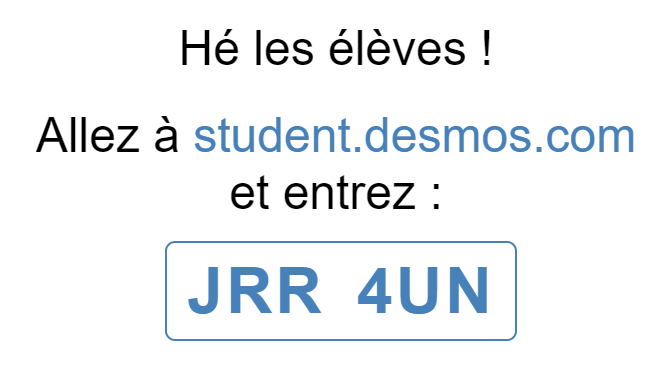 Hé les élèves !
Allez à student.desmos.com
et entrez :
JRR 4UN